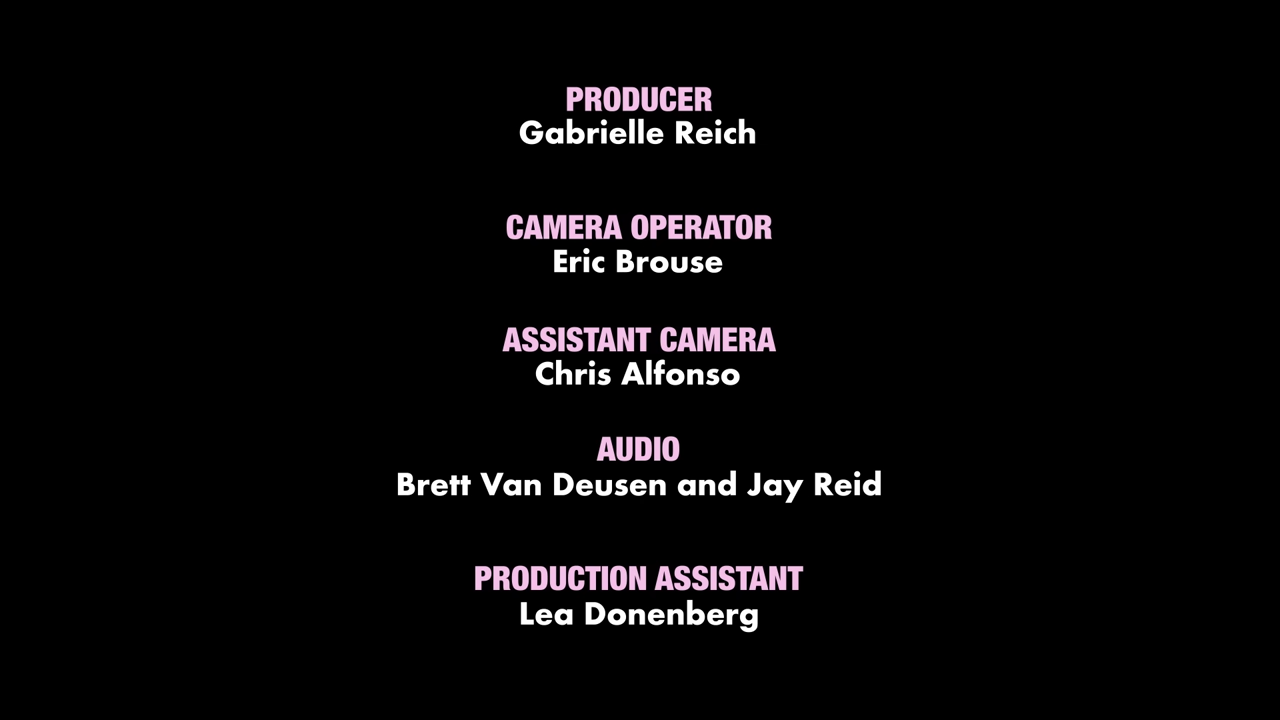 PRODUCER
Gabrielle Reich
CAMERA OPERATOR
Eric Brouse
ASSISTANT CAMERA
Chris Alfonso
AUDIO
Brett Van Deusen and Jay Reid
PRODUCTION ASSISTANT
Lea Donenberg